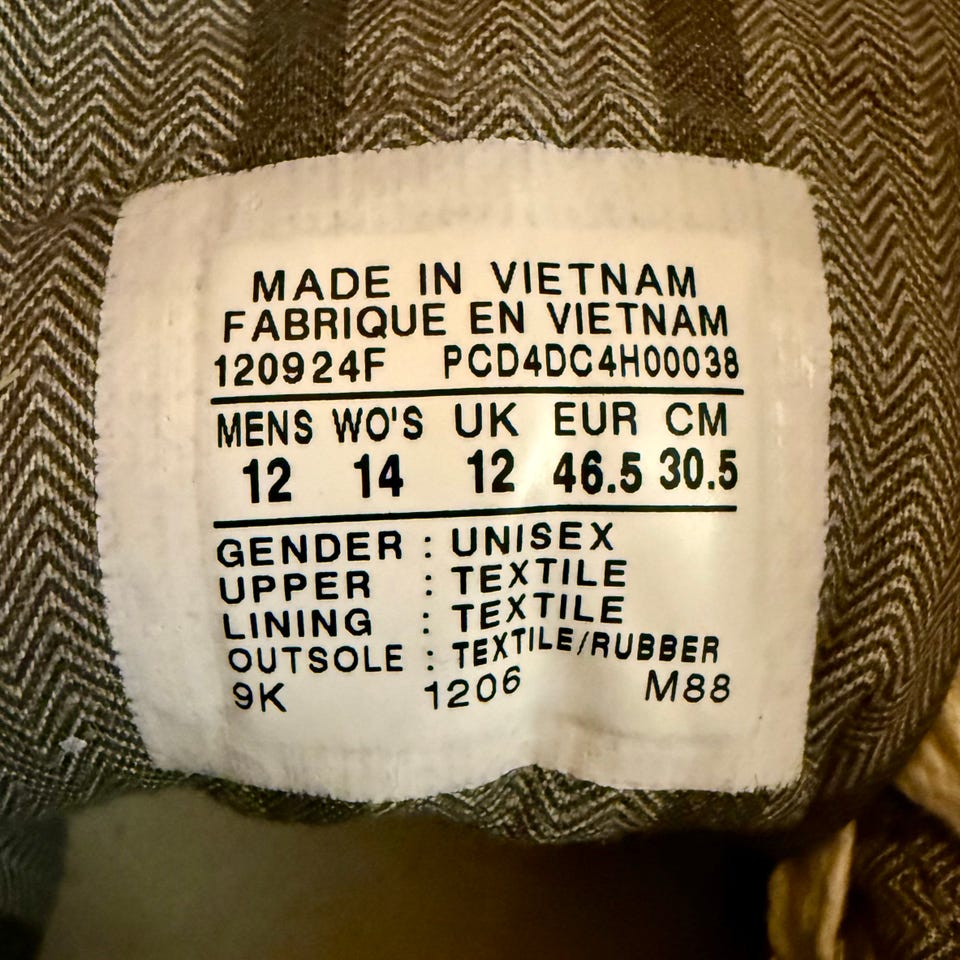 MADE IN VIETNAM
FABRIQUE EN VIETNAM
120924F PCD4DC4H00038
MENS WO'S UK EUR CM
12 14 12 46.5 30.5
GENDER : UNISEX
UPPER : TEXTILE
LINING : TEXTILE
OUTSOLE : TEXTILE/RUBBER
9K 1206 M88